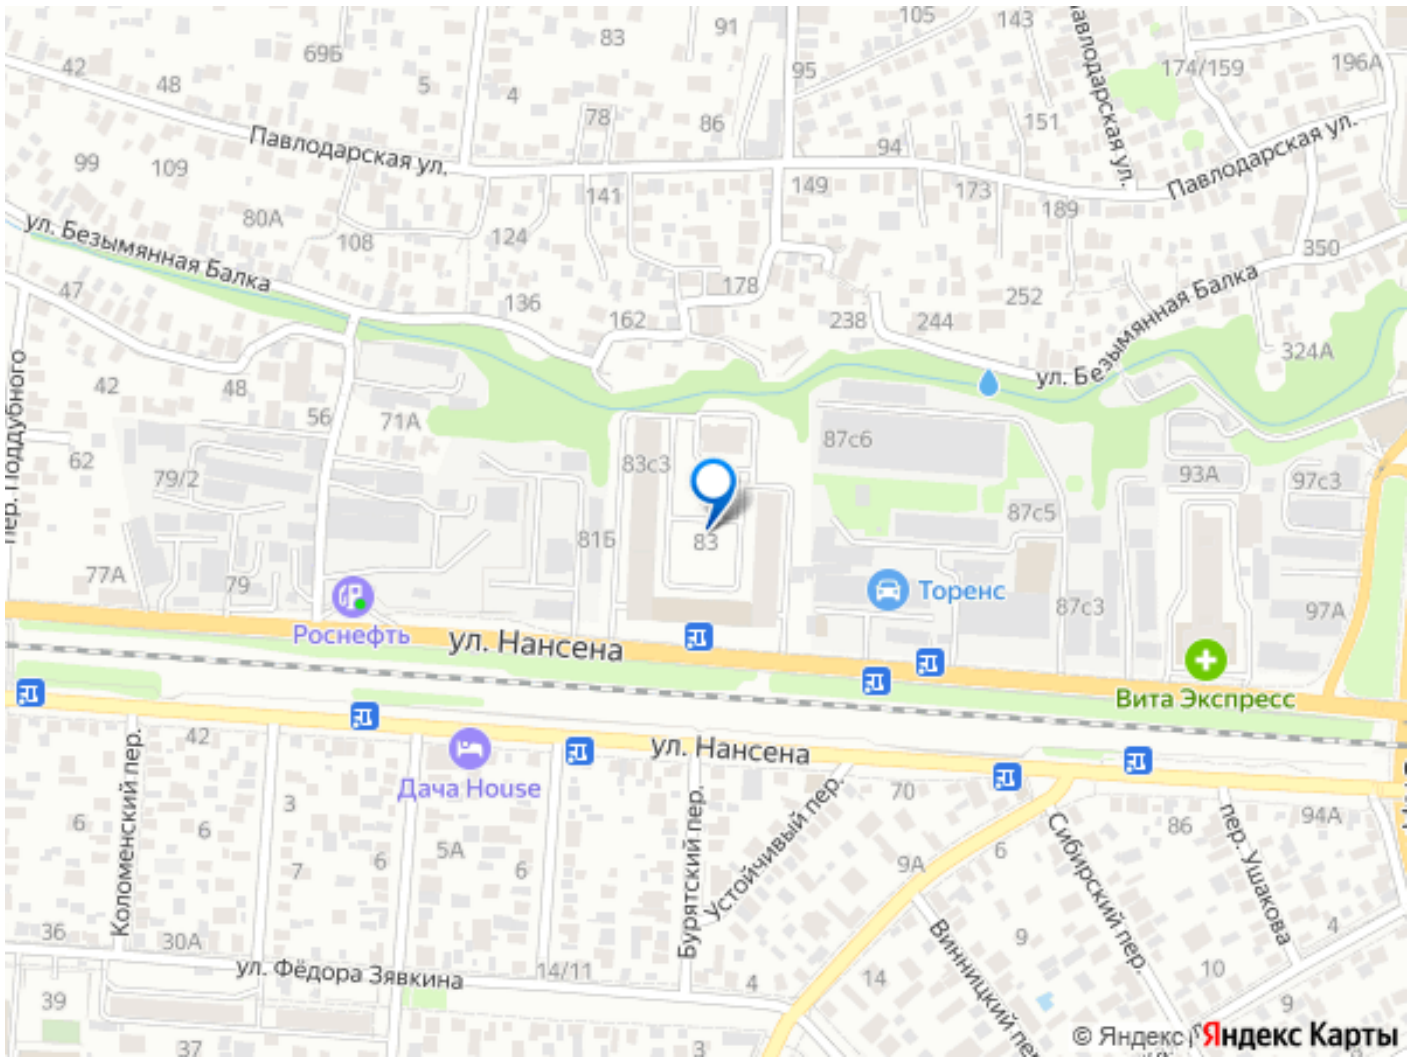 91
105
143
83
69Б
42
48
5
4
95
Павлодарская ул.
174/159
196А
78
86
151
94
Павлодарская ул.
99
109
Павлодарская ул.
141
149
173
189
80А
ул. Безымянная Балка
108
124
350
47
136
178
252
ул. Безымянная Балка
162
238
244
324А
пер. Поддубного
42
48
56
71А
62
79/2
83с3
87с6
93А
97с3
87с5
81Б
83
77А
79
Торенс
87с3
97А
Роснефть
ул. Нансена
Вита Экспресс
42
ул. Нансена
Коломенский пер.
Дача House
70
3
6
6
5А
6
7
6
Бурятский пер.
Устойчивый пер.
9А
6
Сибирский пер.
86
пер. Ушакова
94А
36
30А
9
4
Винницкий пер.
ул. Фёдора Зявкина
14/11
4
14
10
39
9
37
3
7
© Яндекс
Яндекс Карты